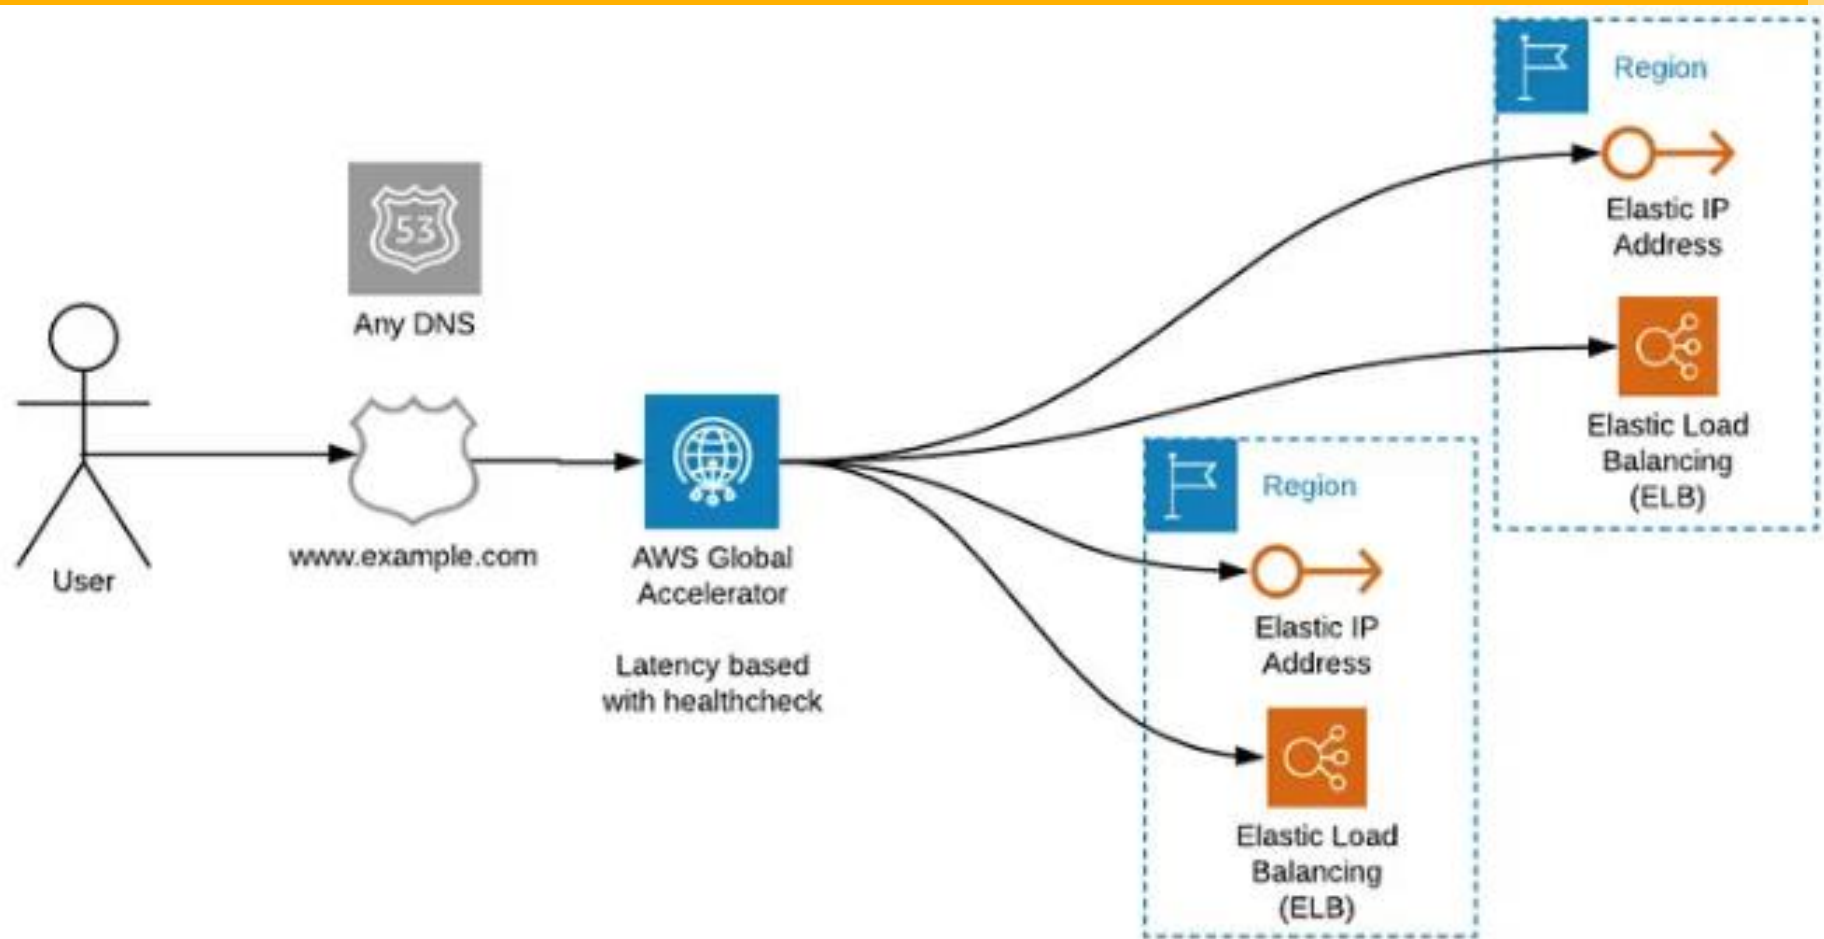 Region
Elastic IP
Address
53
Any DNS
Elastic Load
Balancing
(ELB)
Region
www.example.com
AWS Global
Accelerator
User
Elastic IP
Address
Latency based
with healthcheck
Elastic Load
Balancing
(ELB)